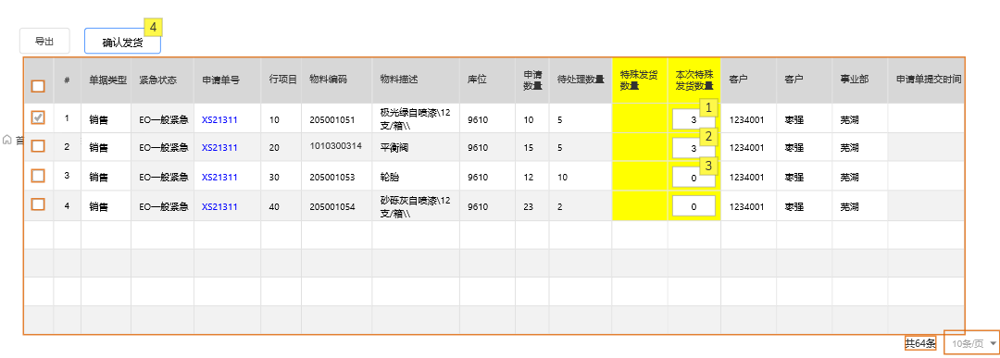 4
导出 确认发货
# 单据类型 紧急状态 申请单号 行项目 物料编码 物料描述 库位 申请数量 待处理数量 特殊发货数量 本次特殊发货数量 客户 客户 事业部 申请单提交时间
1
1 销售 EO一般紧急 XS21311 10 205001051 极光绿自喷漆\12支/箱\\ 9610 10 5 3 1234001 枣强 芜湖
2
首
2 销售 EO一般紧急 XS21311 20 1010300314 平衡阀 9610 15 5 3 1234001 枣强 芜湖
3
3 销售 EO一般紧急 XS21311 30 205001053 轮胎 9610 12 10 0 1234001 枣强 芜湖
4 销售 EO一般紧急 XS21311 40 205001054 砂砾灰自喷漆\12支/箱\\ 9610 23 2 0 1234001 枣强 芜湖
共64条 10条/页